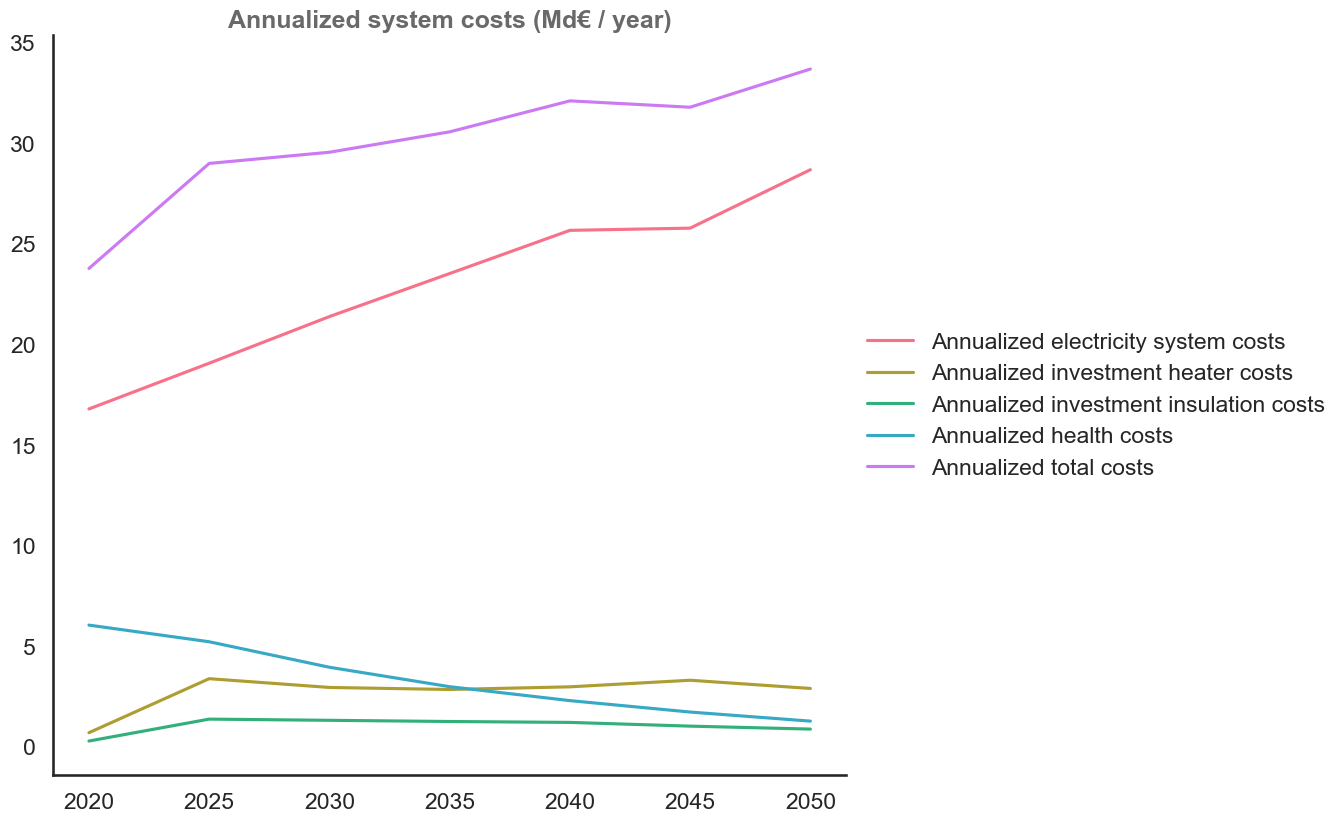 Annualized system costs (Md€ / year)
35
30
25
20
15
10
5
0
2020 2025 2030 2035 2040 2045 2050
Annualized electricity system costs
Annualized investment heater costs
Annualized investment insulation costs
Annualized health costs
Annualized total costs